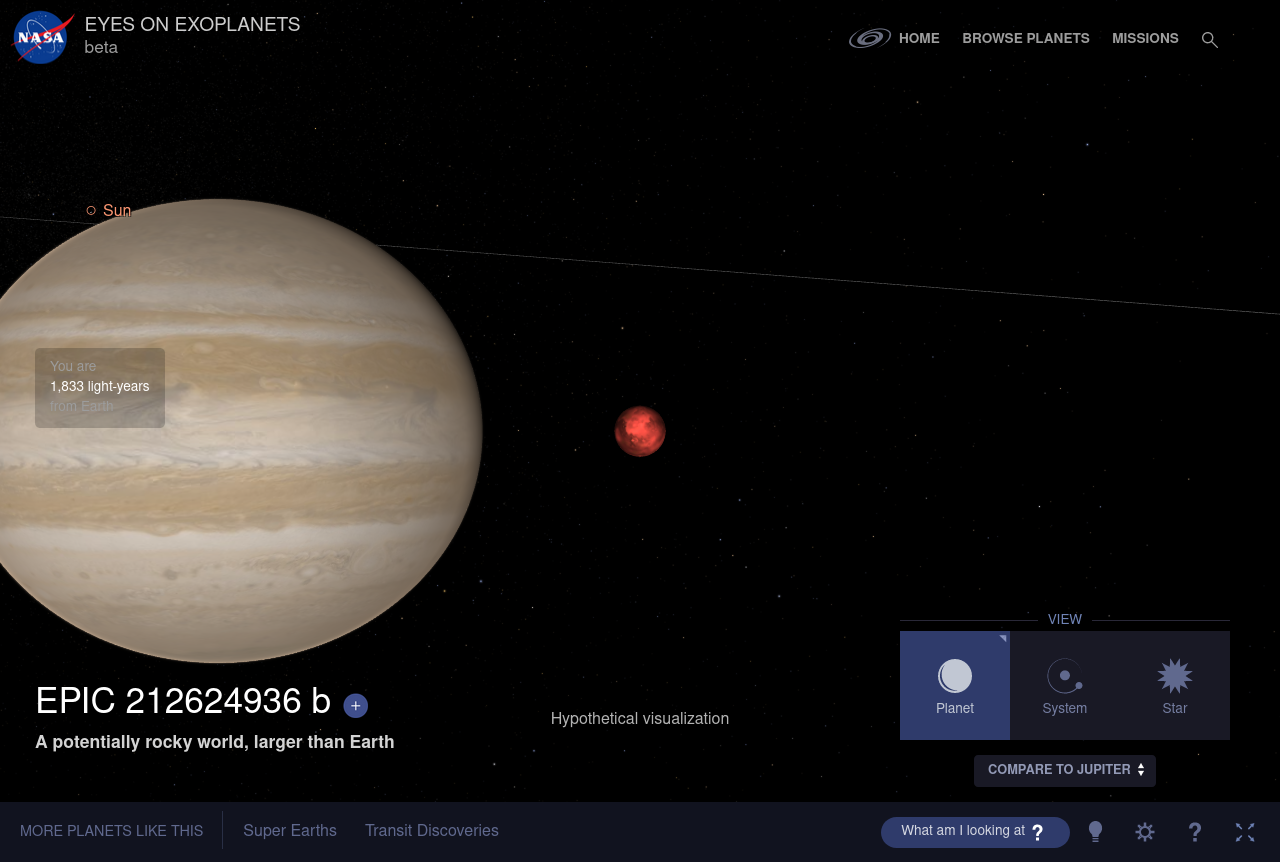 NASA
EYES ON EXOPLANETS
beta
HOME
BROWSE PLANETS
MISSIONS
Sun
You are
1,833 light-years
from Earth
EPIC 212624936 b +
A potentially rocky world, larger than Earth
Hypothetical visualization
VIEW
Planet
System
Star
COMPARE TO JUPITER
MORE PLANETS LIKE THIS
Super Earths
Transit Discoveries
What am I looking at ?
?